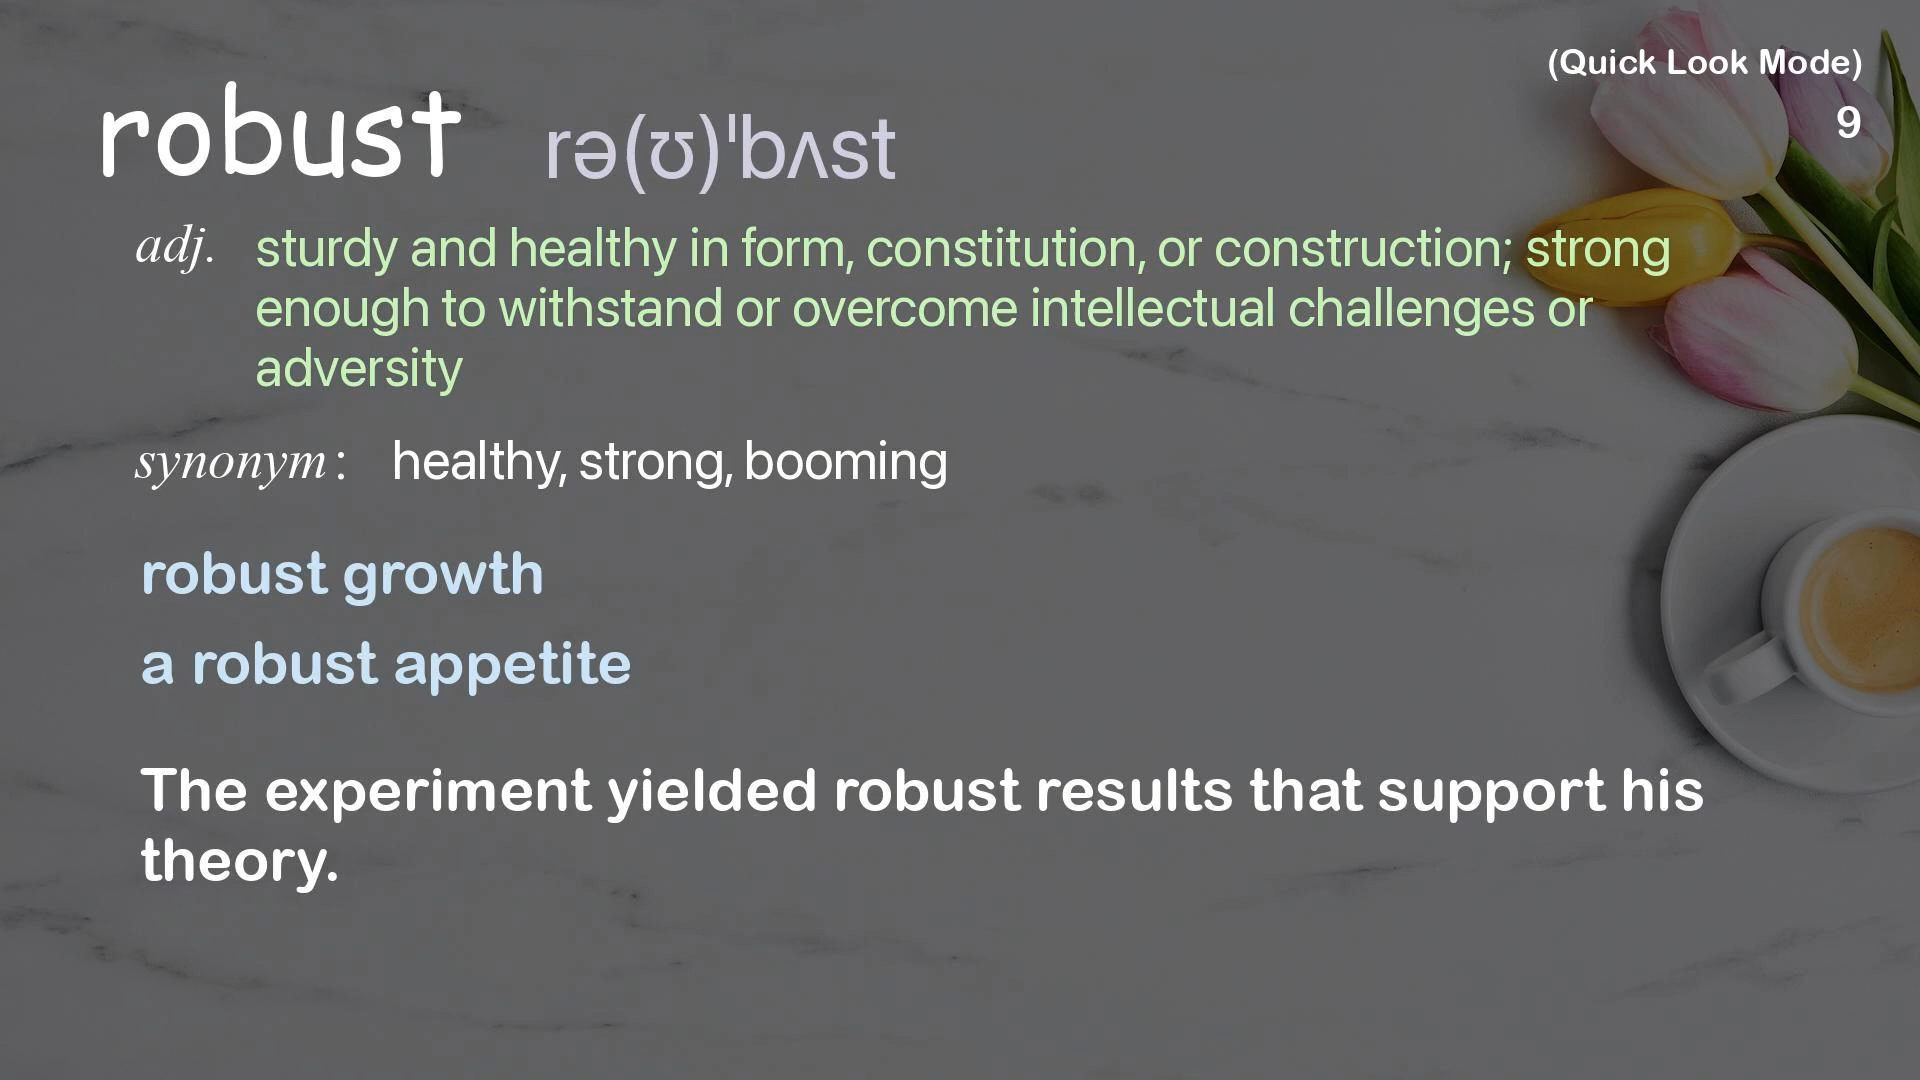 (Quick Look Mode)
9
robust rə(ʊ)ˈbʌst
adj. sturdy and healthy in form, constitution, or construction; strong
enough to withstand or overcome intellectual challenges or
adversity
synonym: healthy, strong, booming
robust growth
a robust appetite
The experiment yielded robust results that support his
theory.